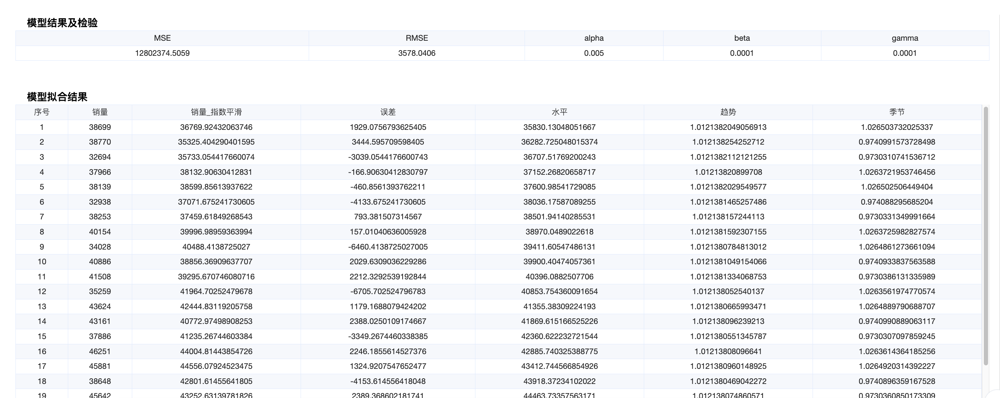 模型结果及检验
MSE RMSE alpha beta gamma
12802374.5059 3578.0406 0.005 0.0001 0.0001
模型拟合结果
序号 销量 销量_指数平滑 误差 水平 趋势 季节
1 38699 36769.92432063746 1929.0756793625405 35830.13048051667 1.0121382049056913 1.026503732025337
2 38770 35325.404290401595 3444.595709598405 36282.725048015374 1.012138254252712 0.9740991573728498
3 32694 35733.054417660074 -3039.0544176600743 36707.51769200243 1.0121382112121255 0.9730310741536712
4 37966 38132.90630412831 -166.90630412830797 37152.26820658717 1.01213820899708 1.0263721953746456
5 38139 38599.85613937622 -460.8561393762211 37600.98541729085 1.0121382029549577 1.026502506449404
6 32938 37071.675241730605 -4133.675241730605 38036.17587089255 1.0121381465257486 0.974088295685204
7 38253 37459.61849268543 793.381507314567 38501.94140285531 1.012138157244113 0.9730331349991664
8 40154 39996.98959363994 157.01040636005928 38970.0489022618 1.0121381592307155 1.0263725982827574
9 34028 40488.4138725027 -6460.4138725027005 39411.60547486131 1.0121380784813012 1.0264861273661094
10 40886 38856.36909637707 2029.6309036229286 39900.40474057361 1.0121381049154066 0.9740933837563588
11 41508 39295.670746080716 2212.3292539192844 40396.0882507706 1.0121381334068753 0.9730386131335989
12 35259 41964.70252479678 -6705.702524796783 40853.754360091654 1.012138052540137 1.0263561974770574
13 43624 42444.83119205758 1179.1688079424202 41355.38309224193 1.0121380665993471 1.0264889790688707
14 43161 40772.97498908253 2388.0250109174667 41869.615166525226 1.012138096239213 0.9740990889063117
15 37886 41235.26744603384 -3349.2674460338385 42360.622232721544 1.0121380551345787 0.9730307097859245
16 46251 44004.81443854726 2246.1855614527376 42885.740325388775 1.01213808096641 1.0263614364185256
17 45881 44556.07924523475 1324.9207547652477 43412.744566854926 1.0121380960148925 1.0264920314392227
18 38648 42801.61455641805 -4153.614556418048 43918.37234102022 1.0121380469042272 0.9740896359167528
19 45642 43252.63139781826 2389.368602181741 44463.73357563171 1.012138074860571 0.9730360850173309